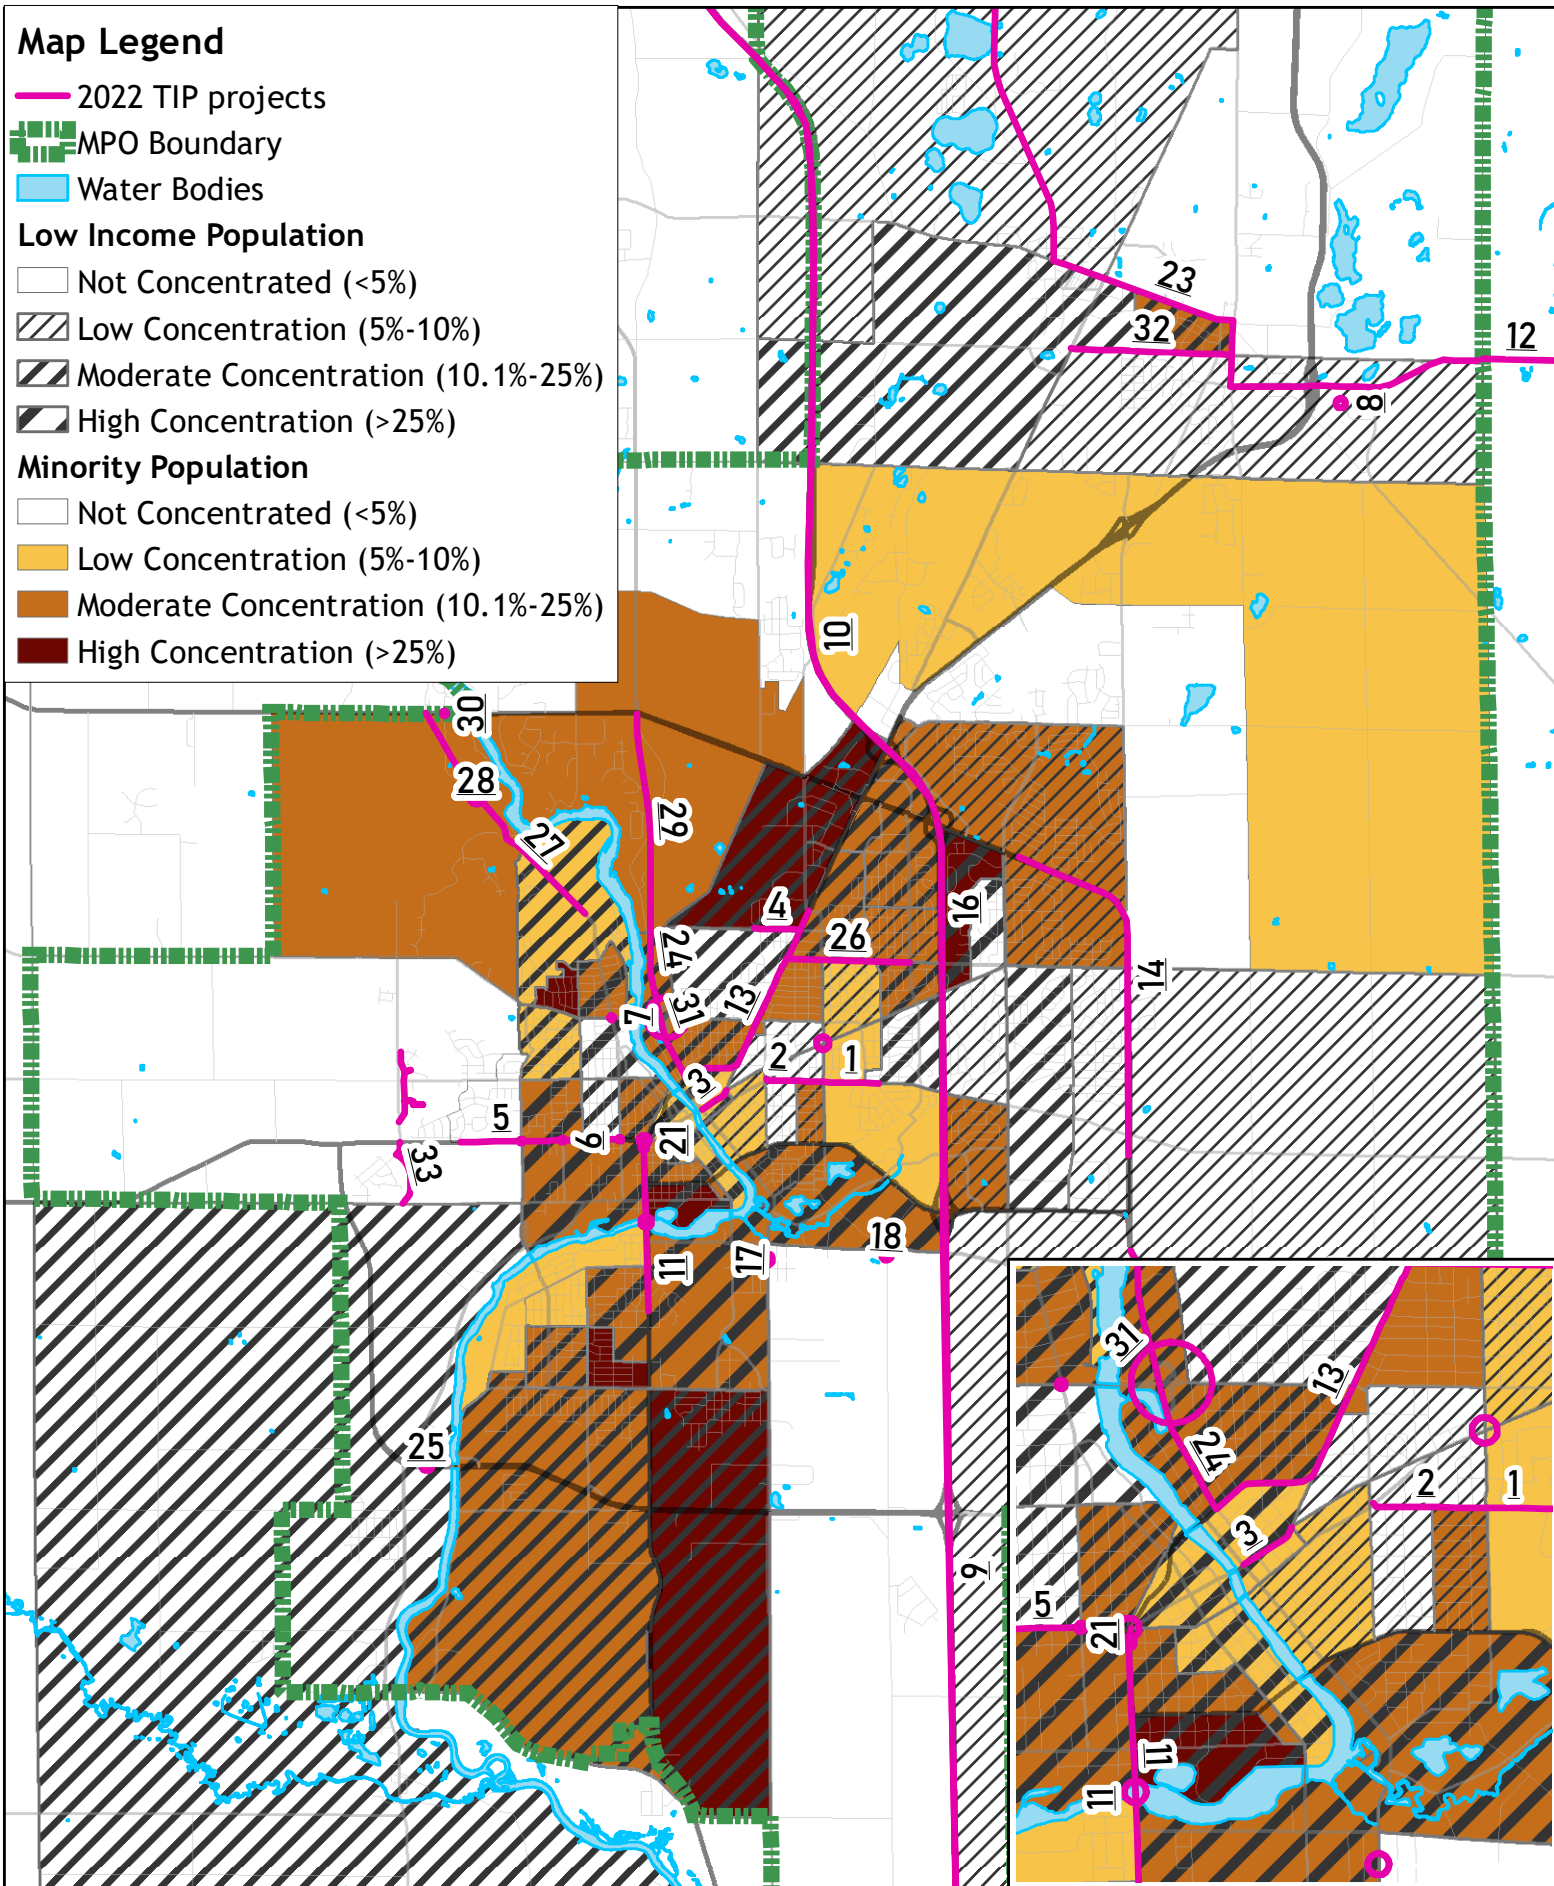 Map Legend
2022 TIP projects
MPO Boundary
Water Bodies
Low Income Population
Not Concentrated (<5%)
Low Concentration (5%-10%)
Moderate Concentration (10.1%-25%)
High Concentration (>25%)
Minority Population
Not Concentrated (<5%)
Low Concentration (5%-10%)
Moderate Concentration (10.1%-25%)
High Concentration (>25%)
23
32
12
8
10
30
28
27
29
4
16
26
24
13
14
7
31
2
1
3
5
6
21
33
11
17
18
25
9
31
13
24
2
1
3
5
21
11
11